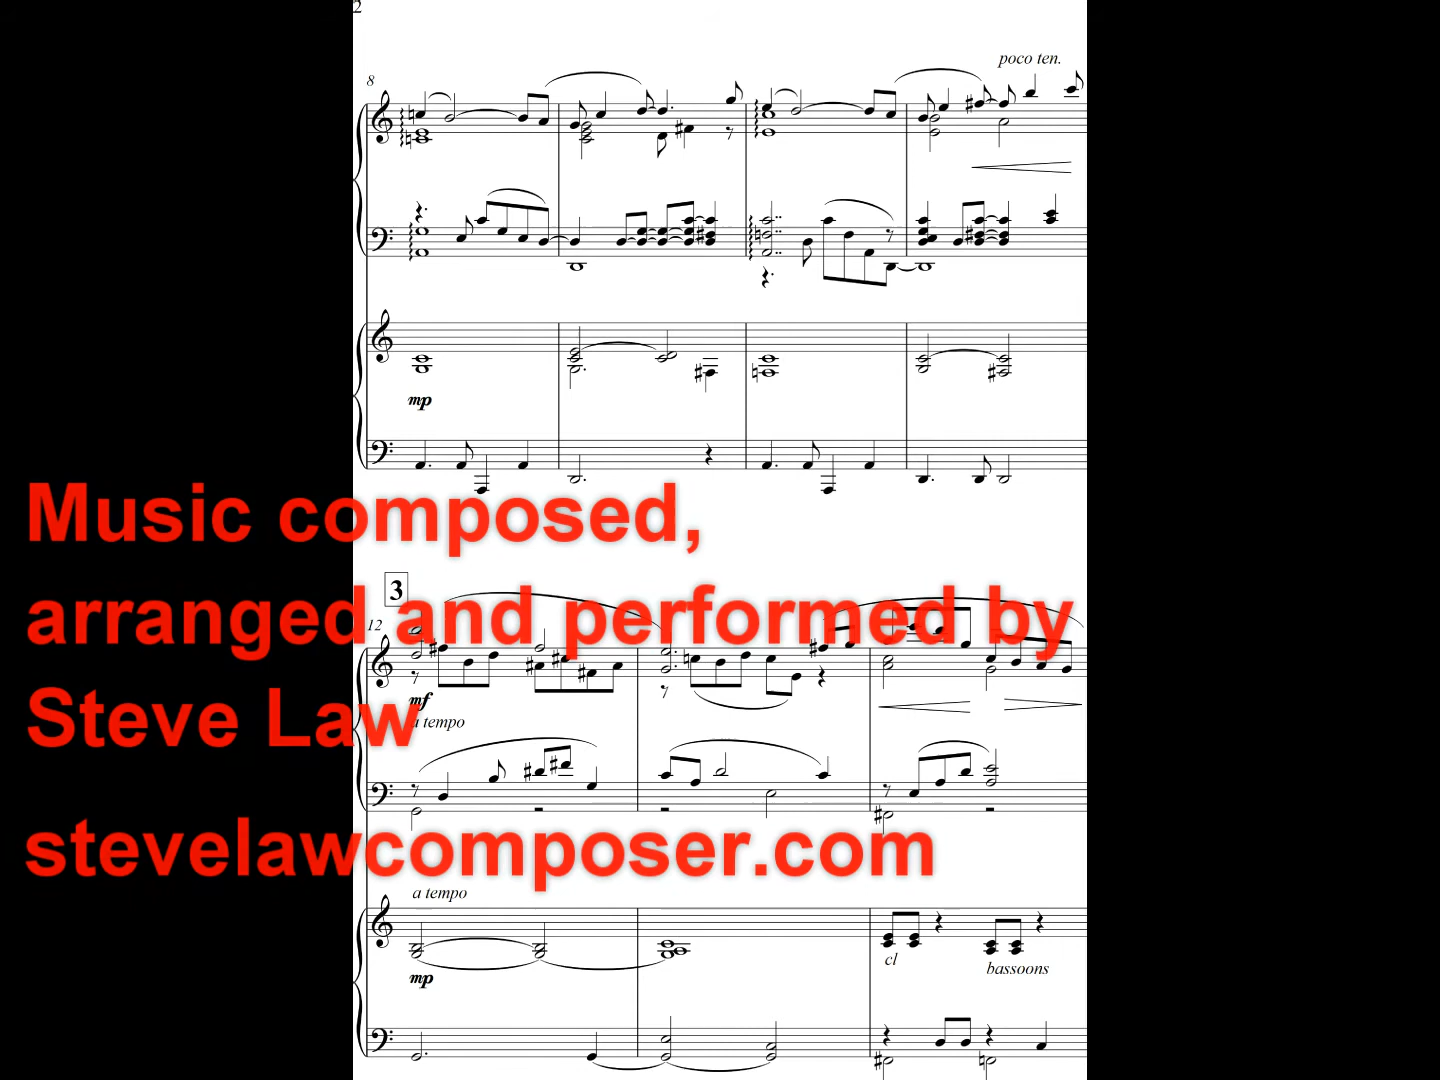 2
poco ten.
8
mp
Music composed,
3
arranged and performed by
12
mf
Steve Law
a tempo
stevelawcomposer.com
a tempo
cl
bassoons
mp